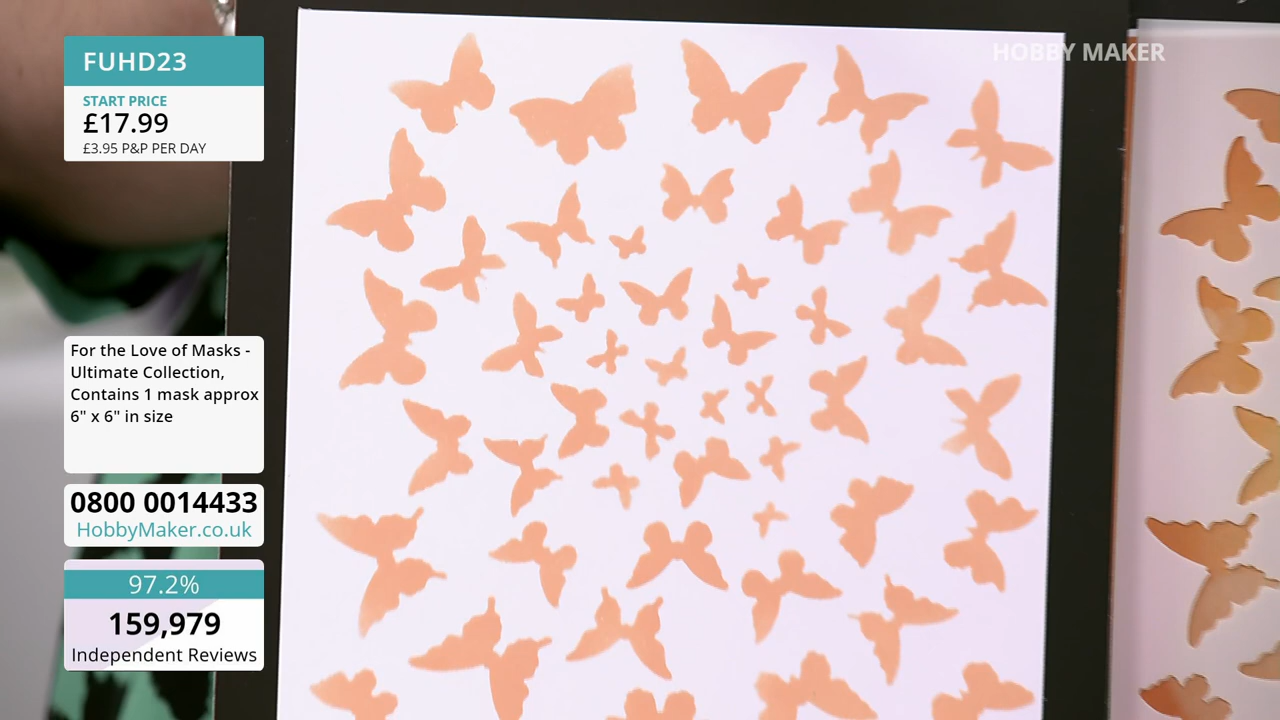 FUHD23
START PRICE
£17.99
£3.95 P&P PER DAY
HOBBY MAKER
For the Love of Masks -
Ultimate Collection,
Contains 1 mask approx
6" x 6" in size
0800 0014433
HobbyMaker.co.uk
97.2%
159,979
Independent Reviews